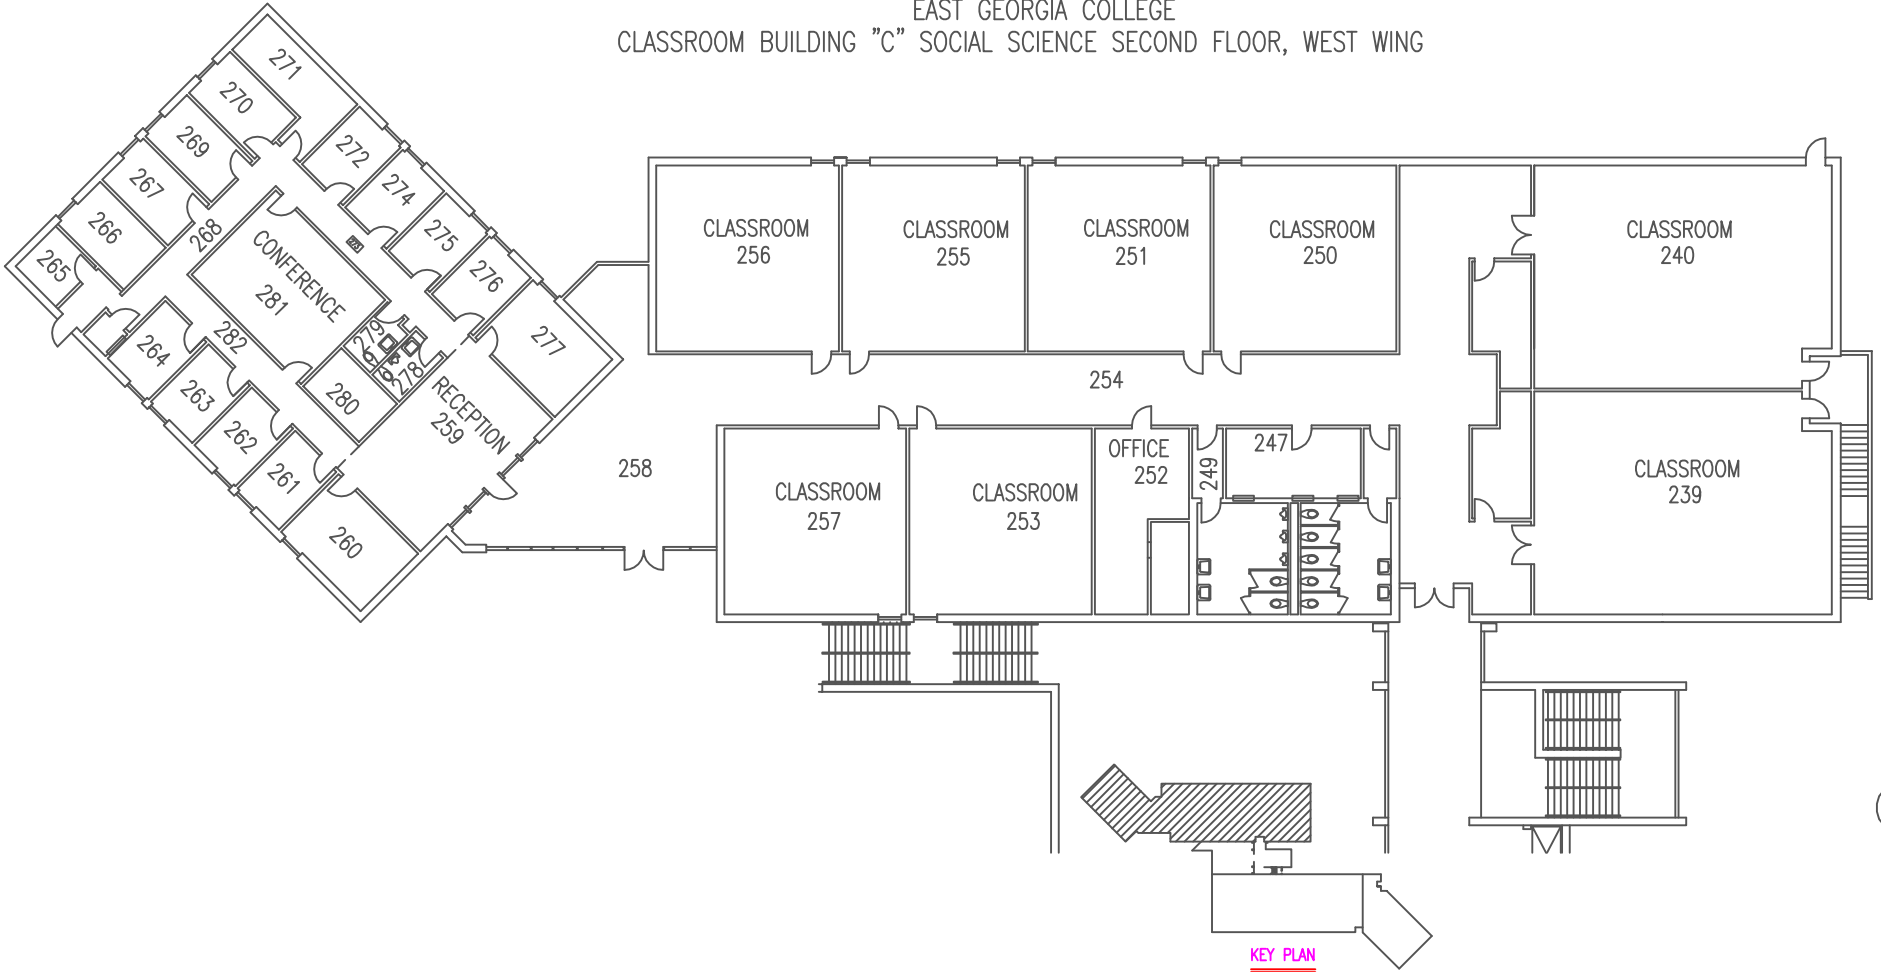 EAST GEORGIA COLLEGE
CLASSROOM BUILDING "C" SOCIAL SCIENCE SECOND FLOOR, WEST WING
271
270
269
267
266
265
268
272
274
275
276
277
273
CONFERENCE
281
282
279
278
280
264
263
262
261
260
RECEPTION
259
258
CLASSROOM
256
CLASSROOM
255
CLASSROOM
251
CLASSROOM
250
CLASSROOM
240
254
CLASSROOM
257
CLASSROOM
253
OFFICE
252
249
247
CLASSROOM
239
KEY PLAN